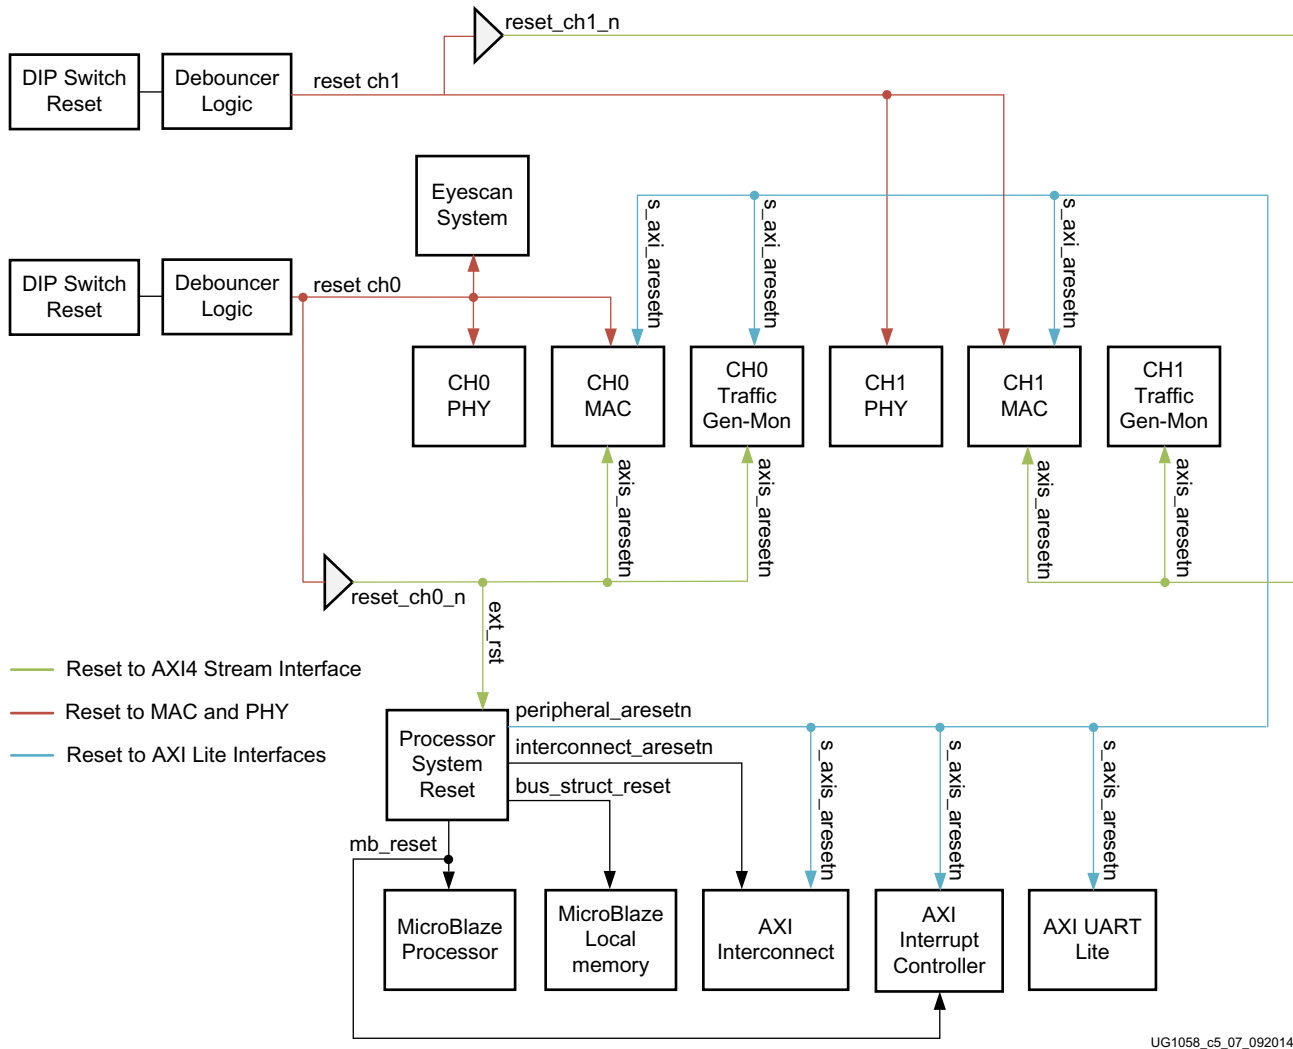 reset_ch1_n
DIP Switch
Reset
Debouncer
Logic
reset ch1
Eyescan
System
s_axi_aresetn
s_axi_aresetn
s_axi_aresetn
DIP Switch
Reset
Debouncer
Logic
reset ch0
CH0
PHY
CH0
MAC
CH0
Traffic
Gen-Mon
CH1
PHY
CH1
MAC
CH1
Traffic
Gen-Mon
axis_aresetn
axis_aresetn
axis_aresetn
axis_aresetn
reset_ch0_n
ext_rst
Reset to AXI4 Stream Interface
Reset to MAC and PHY
Reset to AXI Lite Interfaces
Processor
System
Reset
peripheral_aresetn
interconnect_aresetn
bus_struct_reset
mb_reset
s_axis_aresetn
s_axis_aresetn
s_axis_aresetn
MicroBlaze
Processor
MicroBlaze
Local
memory
AXI
Interconnect
AXI
Interrupt
Controller
AXI UART
Lite
UG1058_c5_07_092014